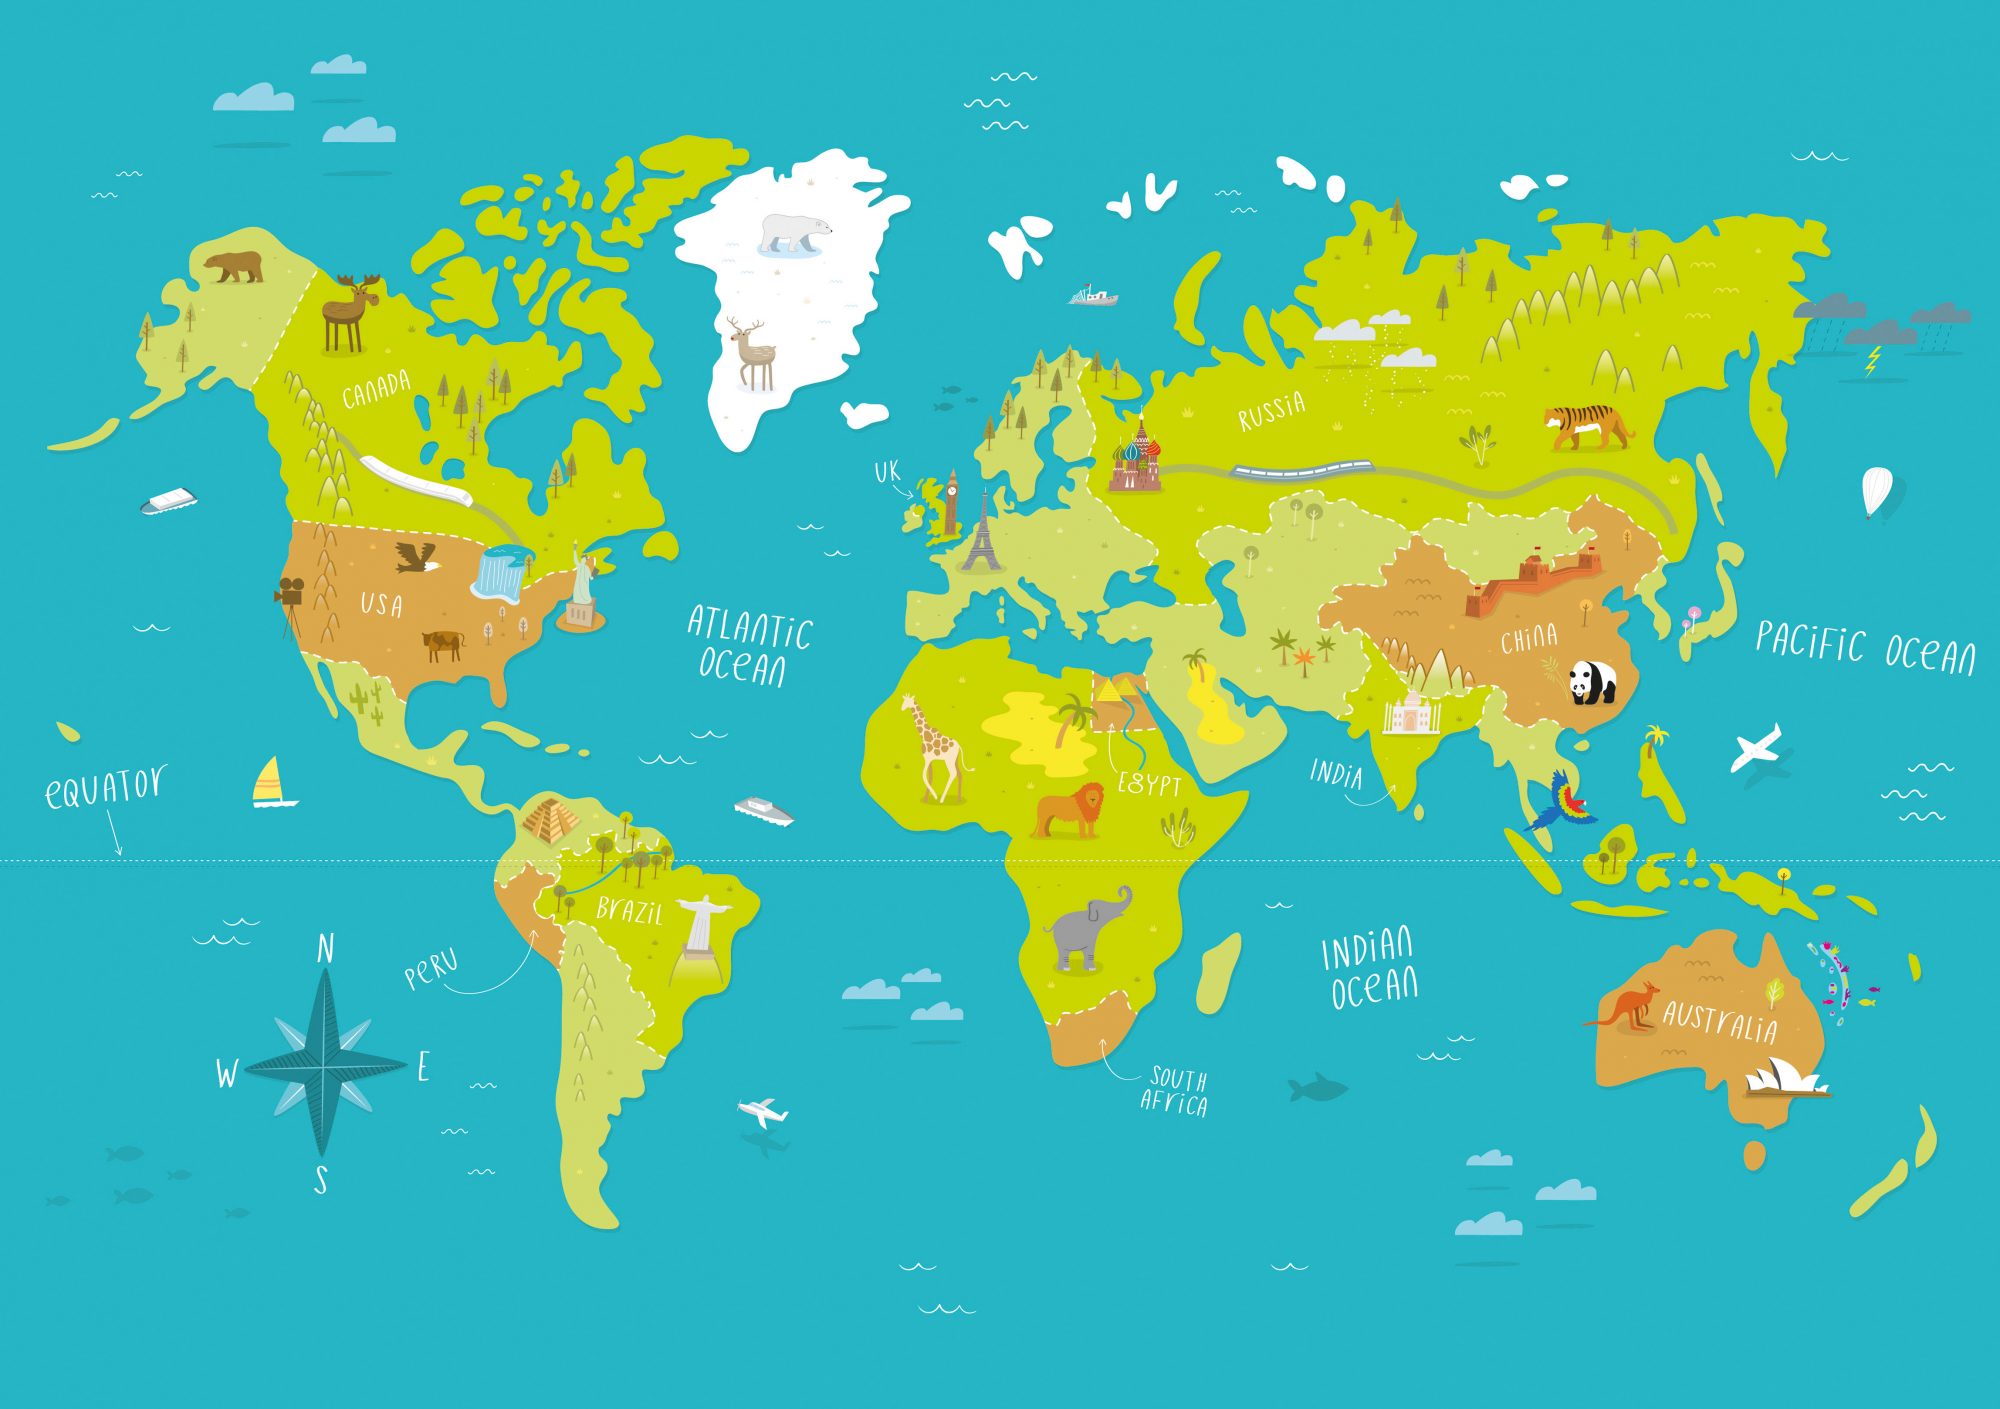 CANADA
RUSSIA
UK
USA
ATLANTIC
OCEAN
CHINA
PACIFIC OCEAN
EGYPT
INDIA
EQUATOR
BRAZIL
PERU
INDIAN
OCEAN
N
W
E
S
AUSTRALIA
SOUTH
AFRICA